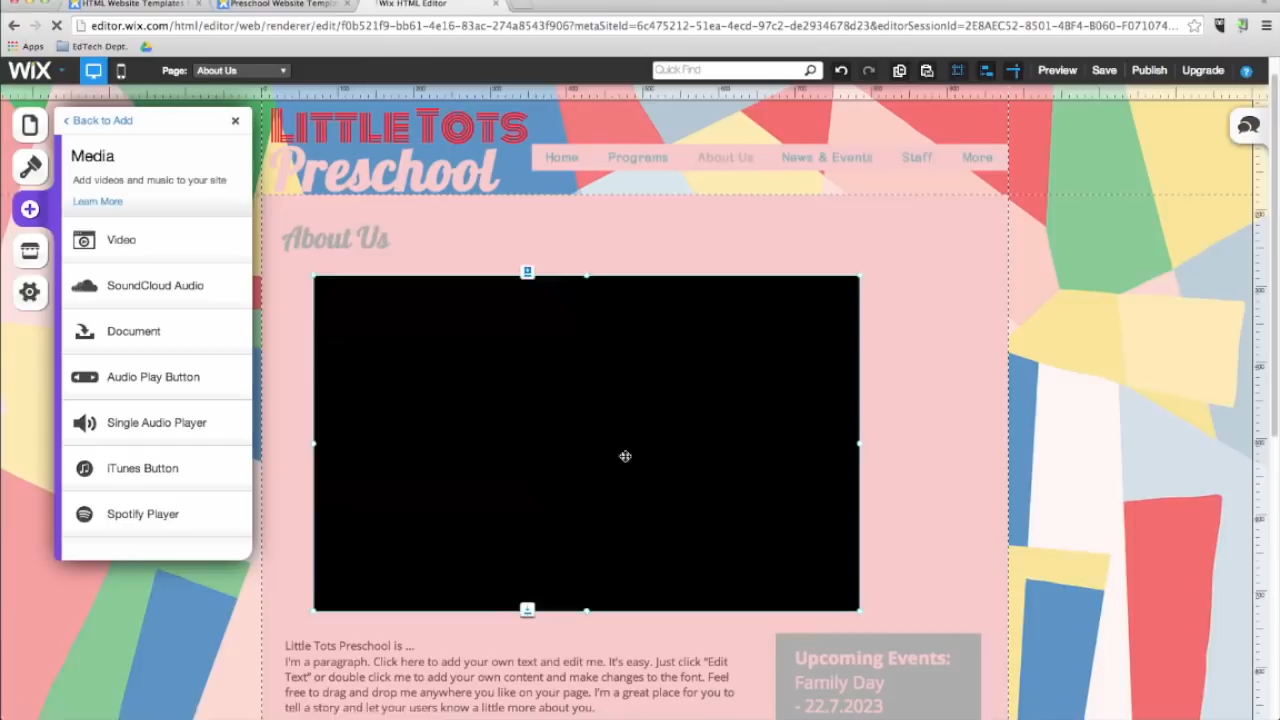 HTML Website Templates
Preschool Website Templ
Wix HTML Editor
editor.wix.com/html/editor/web/renderer/edit/f0b521f9-bb61-4e16-83ac-274a8543f906?metaSiteId=6c475212-51ea-4ecd-97c2-de2934678d23&editorSessionId=2E8AEC52-8501-4BF4-B060-F071074...
Apps
EdTech Dept.
WiX
Page:
About Us
Quick Find
Preview
Save
Publish
Upgrade
Back to Add
Media
Add videos and music to your site
Learn More
Video
SoundCloud Audio
Document
Audio Play Button
Single Audio Player
iTunes Button
Spotify Player
LITTLE TOTS
Preschool
Home
Programs
About Us
News & Events
Staff
More
About Us
Little Tots Preschool is ...
I'm a paragraph. Click here to add your own text and edit me. It's easy. Just click "Edit
Text" or double click me to add your own content and make changes to the font. Feel
free to drag and drop me anywhere you like on your page. I'm a great place for you to
tell a story and let your users know a little more about you.
Upcoming Events:
Family Day
- 22.7.2023